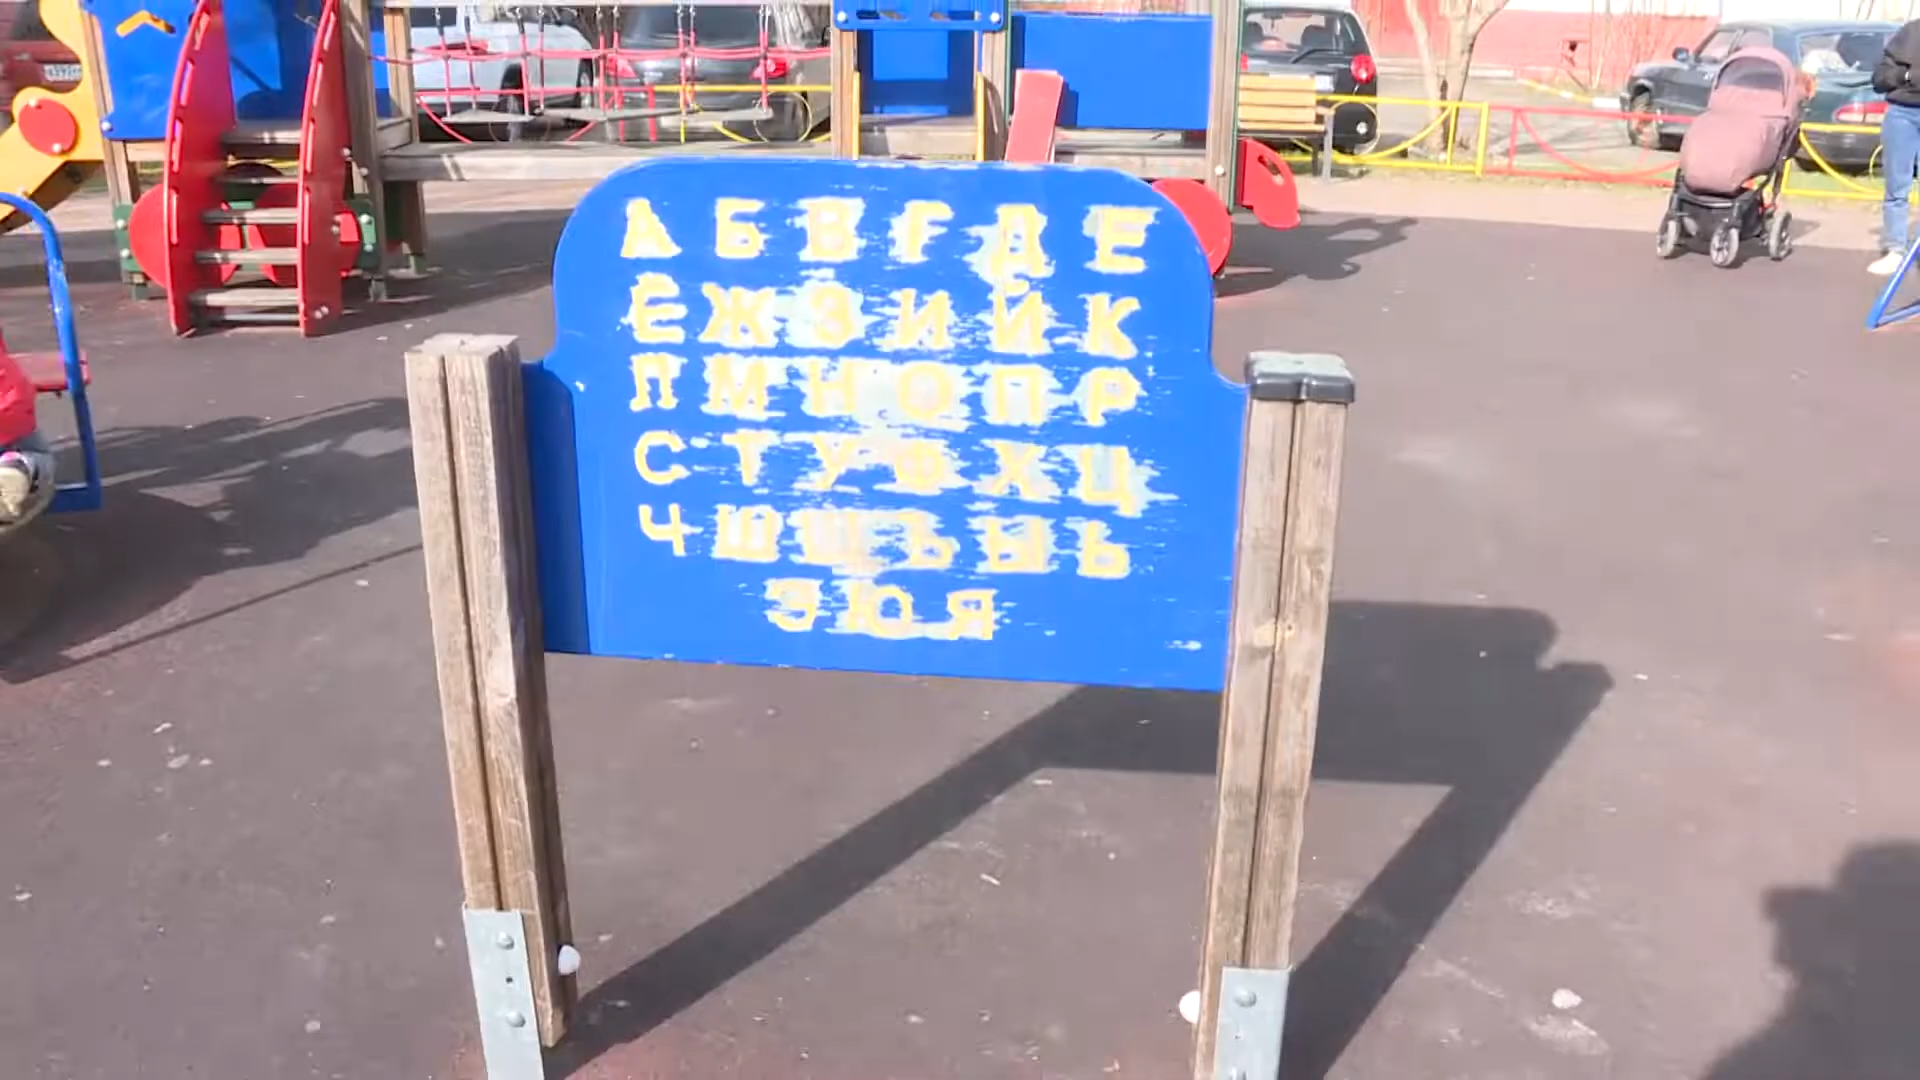 А Б В Г Д Е
Ё Ж З И Й К
Л М Н О П Р
С Т У Ф Х Ц
Ч Ш Щ Ъ Ы Ь
Э Ю Я